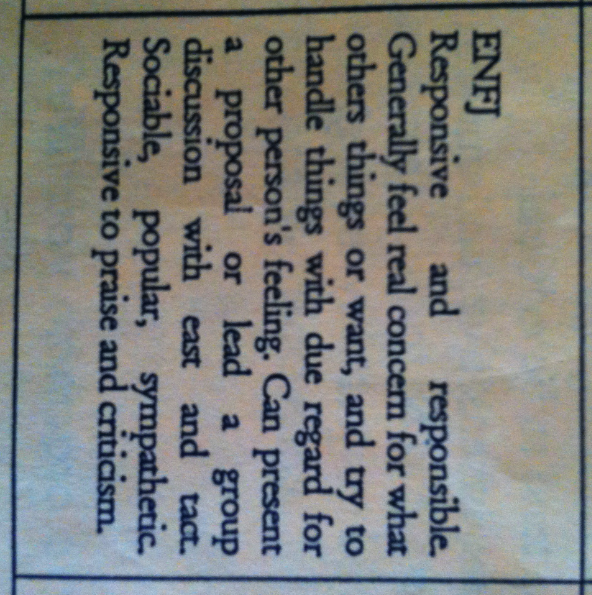 ENFJ
Responsive and responsible.
Generally feel real concern for what
others things or want, and try to
handle things with due regard for
other person's feeling. Can present
a proposal or lead a group
discussion with east and tact.
Sociable, popular, sympathetic.
Responsive to praise and criticism.